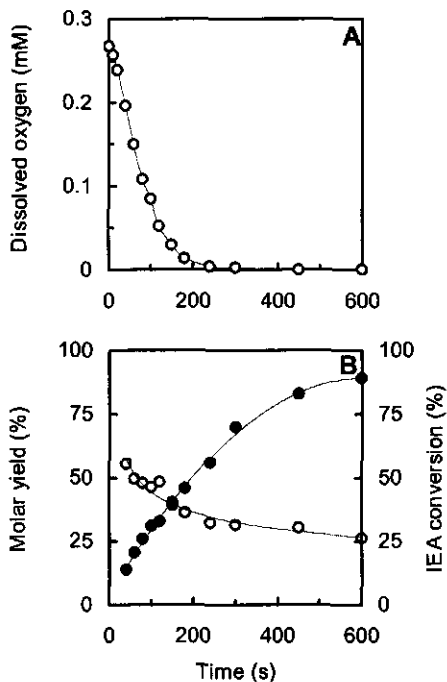 A
Dissolved oxygen (mM)
0.3
0.2
0.1
0
0 200 400 600
B
Molar yield (%)
IEA conversion (%)
100 100
75 75
50 50
25 25
0 0
0 200 400 600
Time (s)